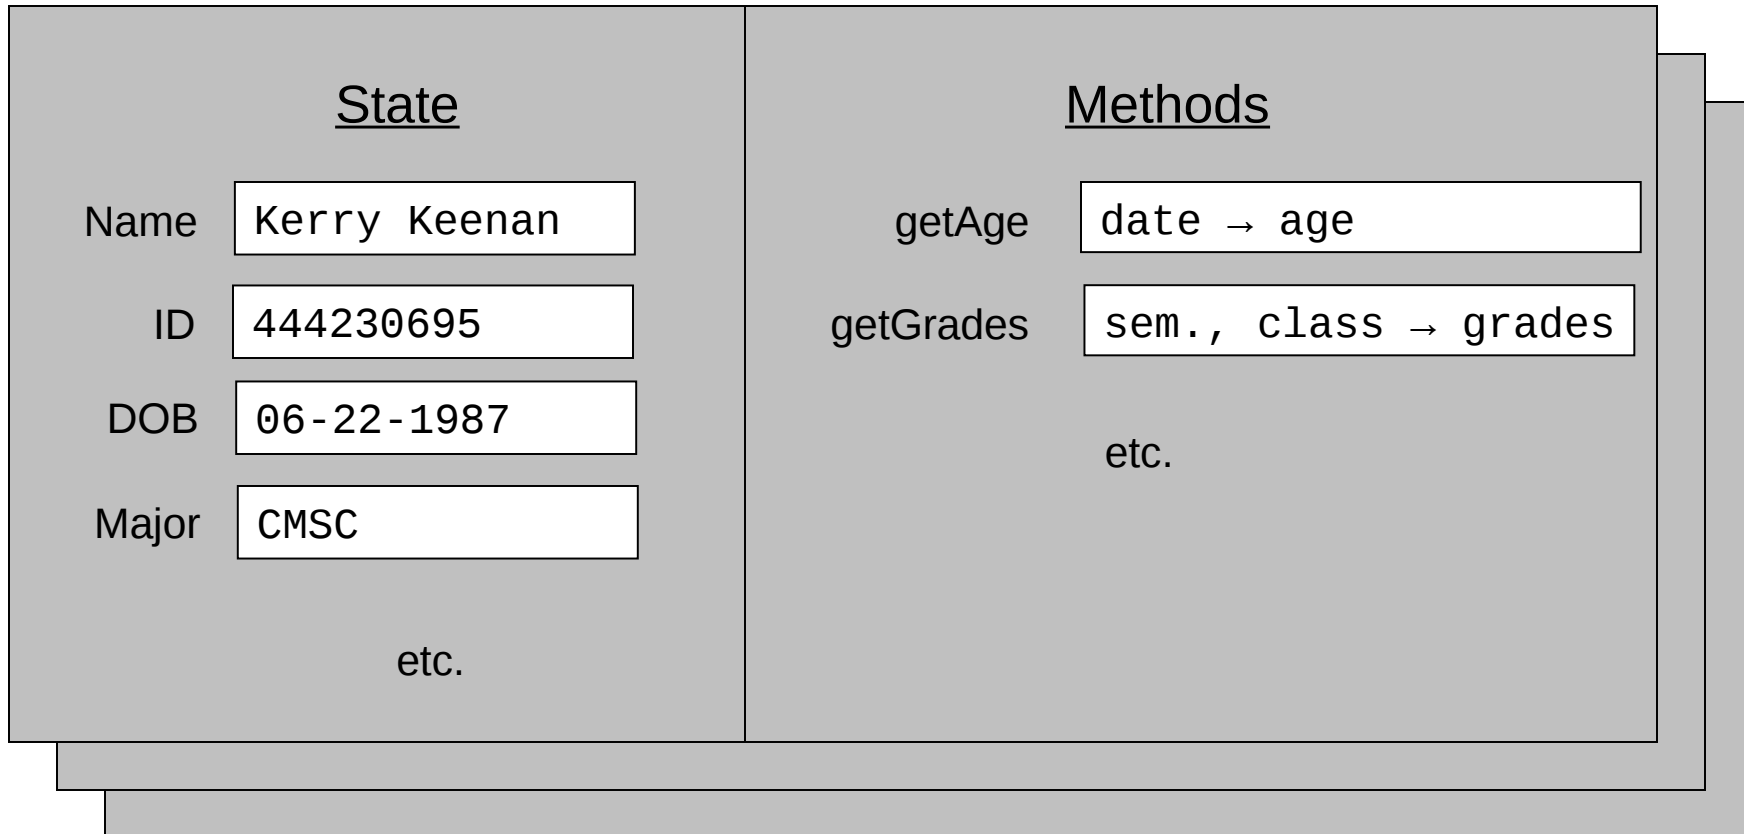 State
Name Kerry Keenan
ID 444230695
DOB 06-22-1987
Major CMSC
etc.
Methods
getAge date → age
getGrades sem., class → grades
etc.